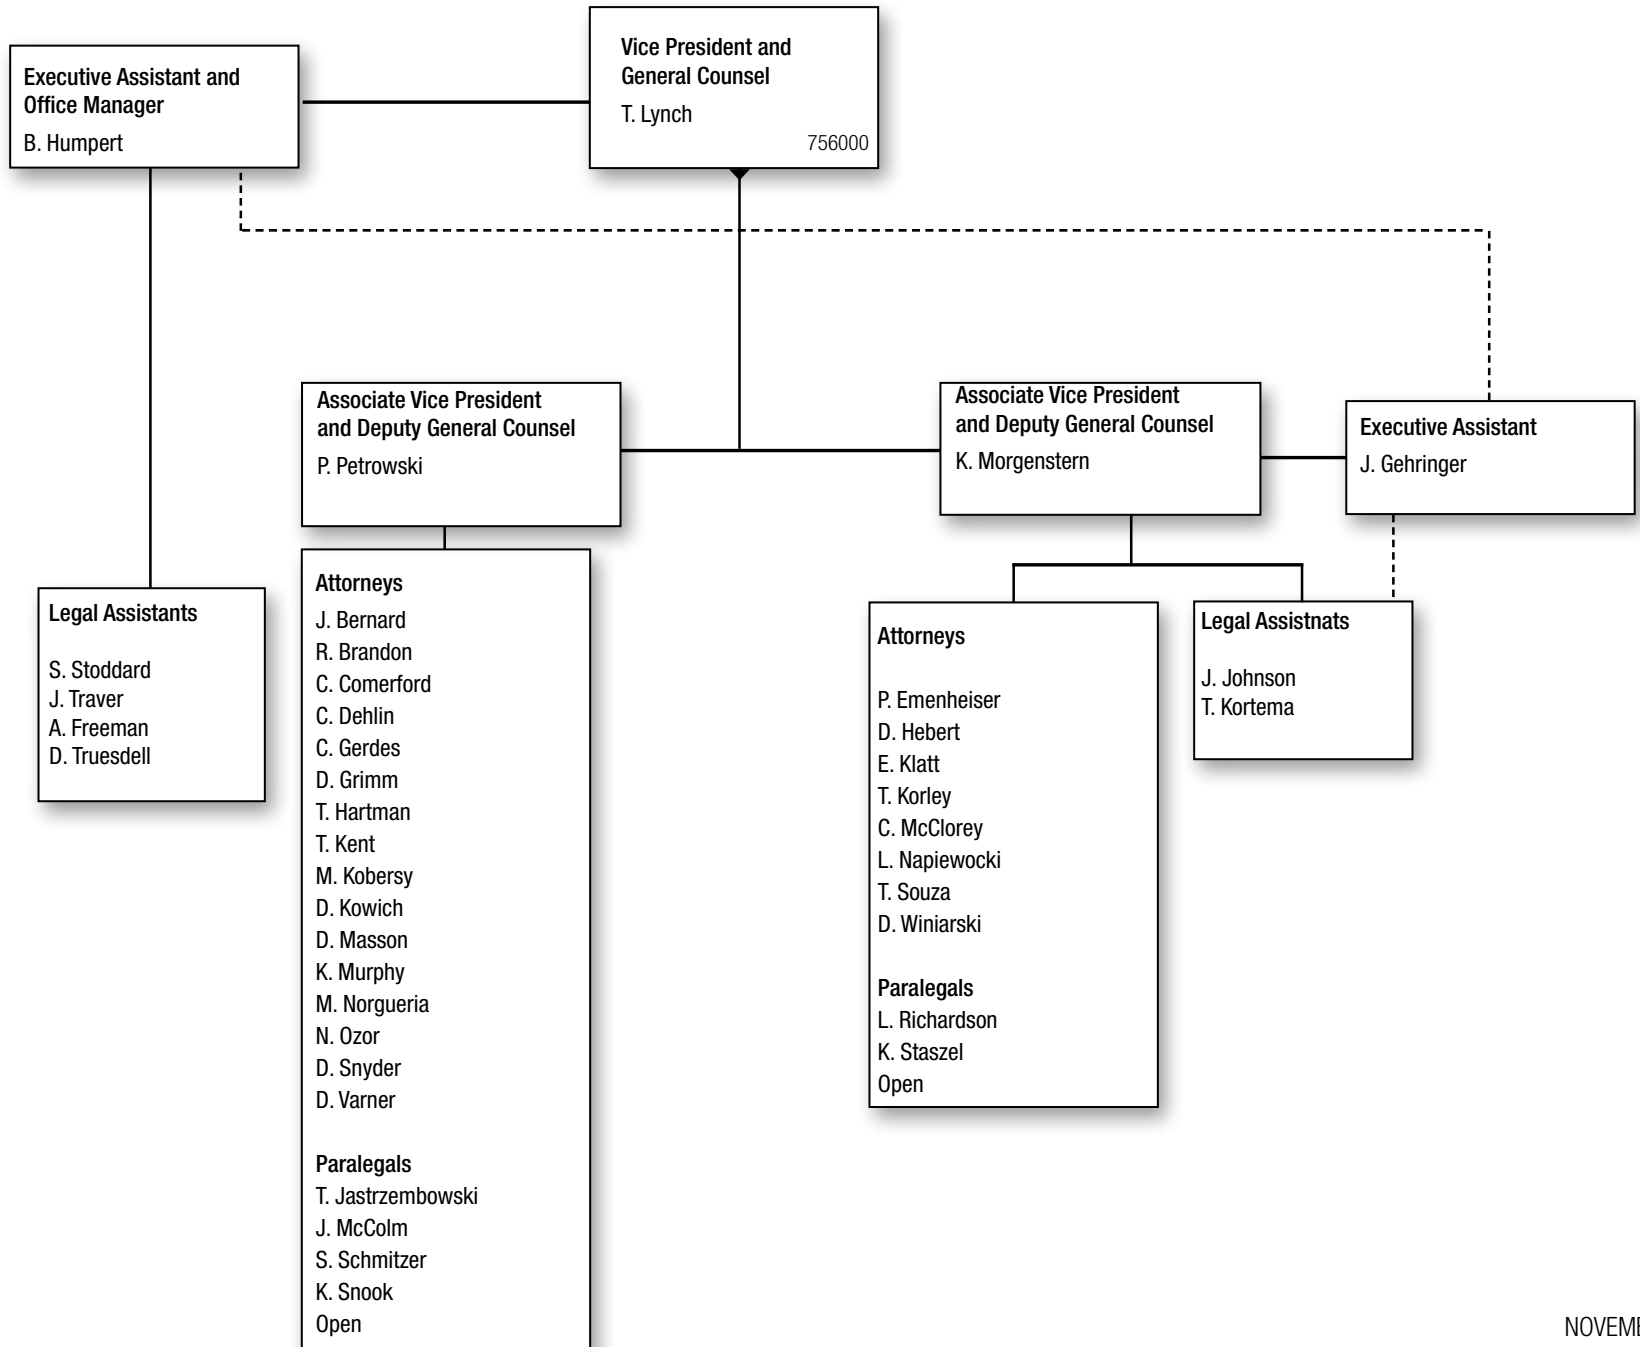 Executive Assistant and
Office Manager
B. Humpert
Vice President and
General Counsel
T. Lynch
756000
Associate Vice President
and Deputy General Counsel
P. Petrowski
Associate Vice President
and Deputy General Counsel
K. Morgenstern
Executive Assistant
J. Gehringer
Legal Assistants
S. Stoddard
J. Traver
A. Freeman
D. Truesdell
Attorneys
J. Bernard
R. Brandon
C. Comerford
C. Dehlin
C. Gerdes
D. Grimm
T. Hartman
T. Kent
M. Kobersy
D. Kowich
D. Masson
K. Murphy
M. Norgueria
N. Ozor
D. Snyder
D. Varner
Paralegals
T. Jastrzembowski
J. McColm
S. Schmitzer
K. Snook
Open
Attorneys
P. Emenheiser
D. Hebert
E. Klatt
T. Korley
C. McClorey
L. Napiewocki
T. Souza
D. Winiarski
Paralegals
L. Richardson
K. Staszel
Open
Legal Assistnats
J. Johnson
T. Kortema